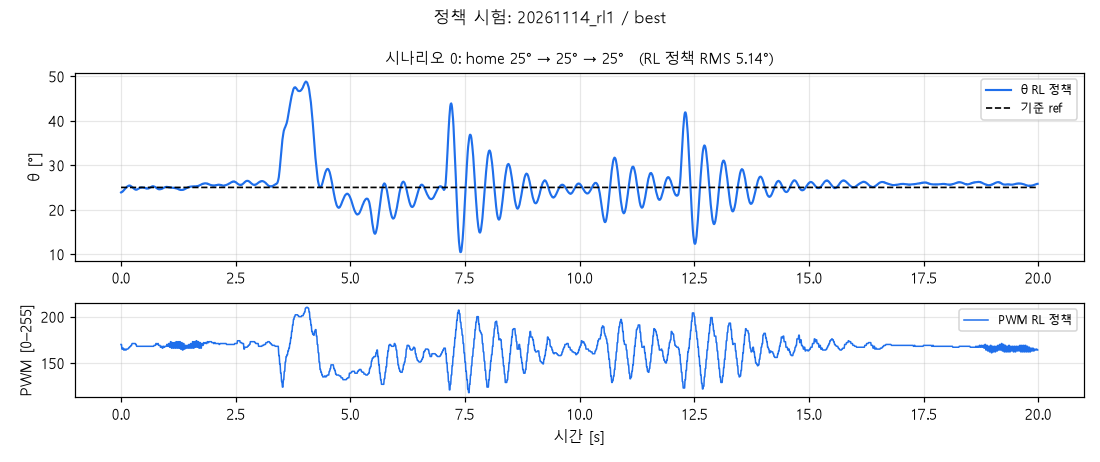 정책 시험: 20261114_rl1 / best
시나리오 0: home 25° → 25° → 25° (RL 정책 RMS 5.14°)
θ [°]
50
40
30
20
10
θ RL 정책
기준 ref
0.0 2.5 5.0 7.5 10.0 12.5 15.0 17.5 20.0
PWM [0–255]
200
150
PWM RL 정책
0.0 2.5 5.0 7.5 10.0 12.5 15.0 17.5 20.0
시간 [s]